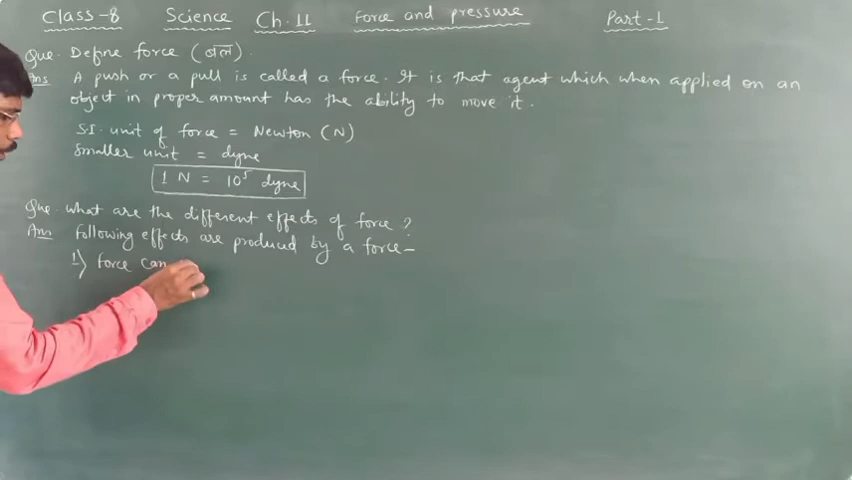 Class-8 Science Ch. 11 Force and pressure Part-1
Que. Define force (बल).
Ans A push or a pull is called a force. It is that agent which when applied on an
object in proper amount has the ability to move it.
S.I. unit of force = Newton (N)
Smaller unit = dyne
1 N = 10⁵ dyne
Que. what are the different effects of force?
Ans Following effects are produced by a force-
1) Force can